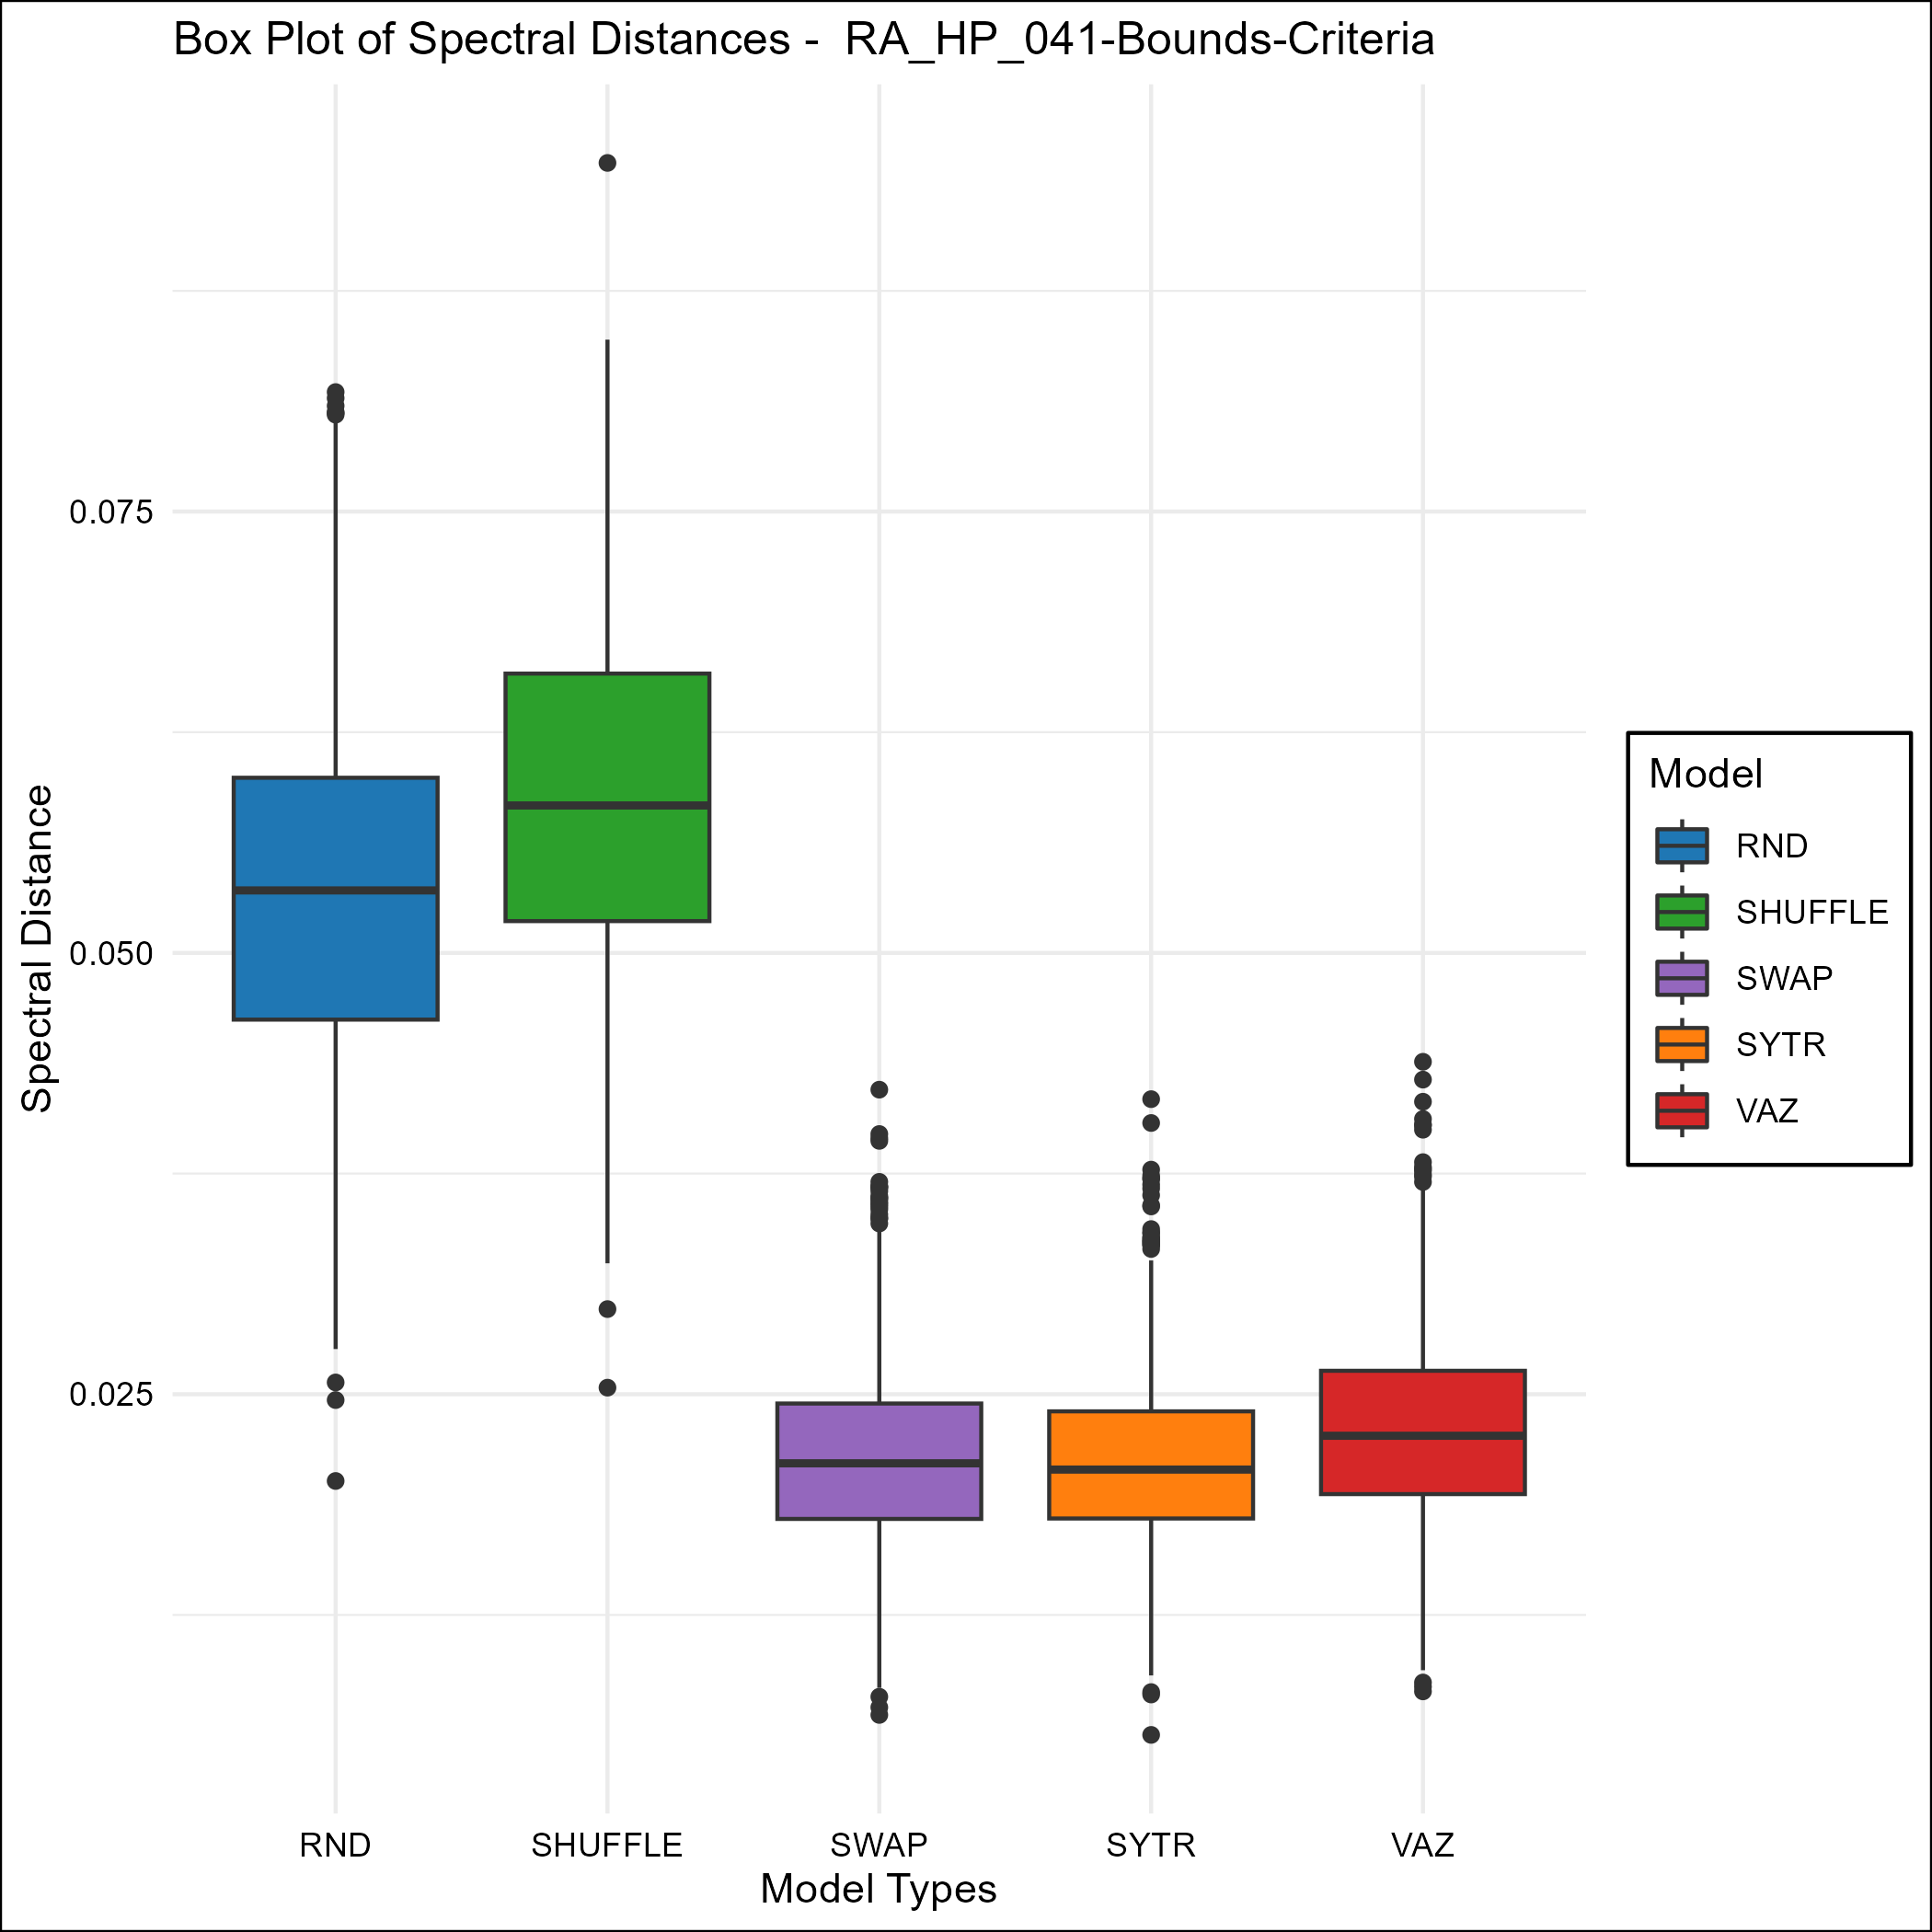 Box Plot of Spectral Distances - RA_HP_041-Bounds-Criteria
Spectral Distance
0.075
0.050
0.025
RND SHUFFLE SWAP SYTR VAZ
Model Types
Model
RND
SHUFFLE
SWAP
SYTR
VAZ